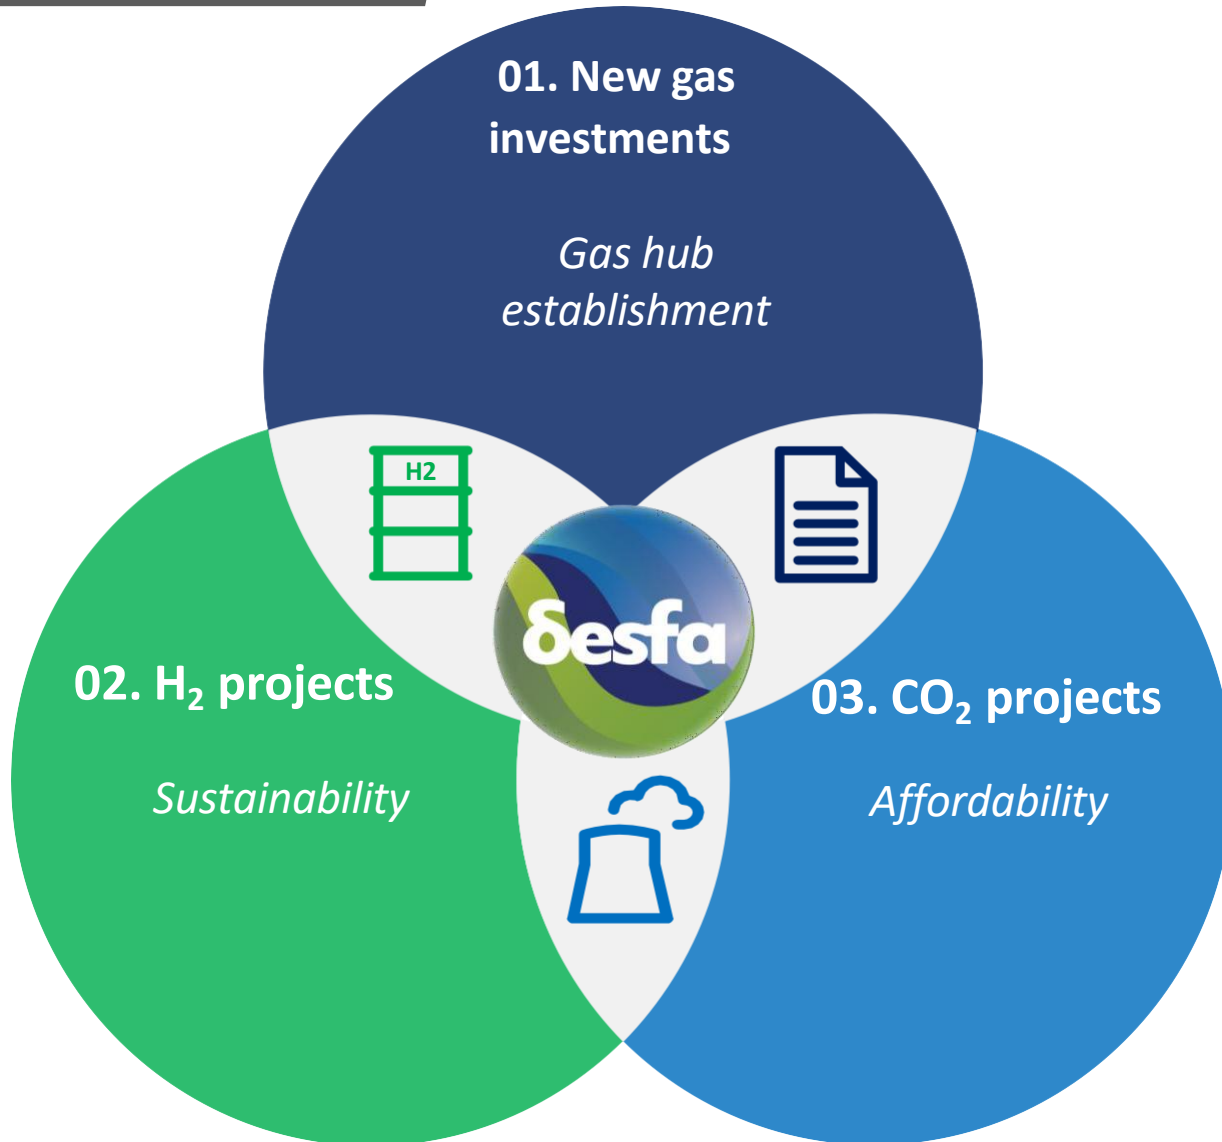 01. New gas
investments
Gas hub
establishment
H2
δesfa
02. H₂ projects
03. CO₂ projects
Sustainability
Affordability